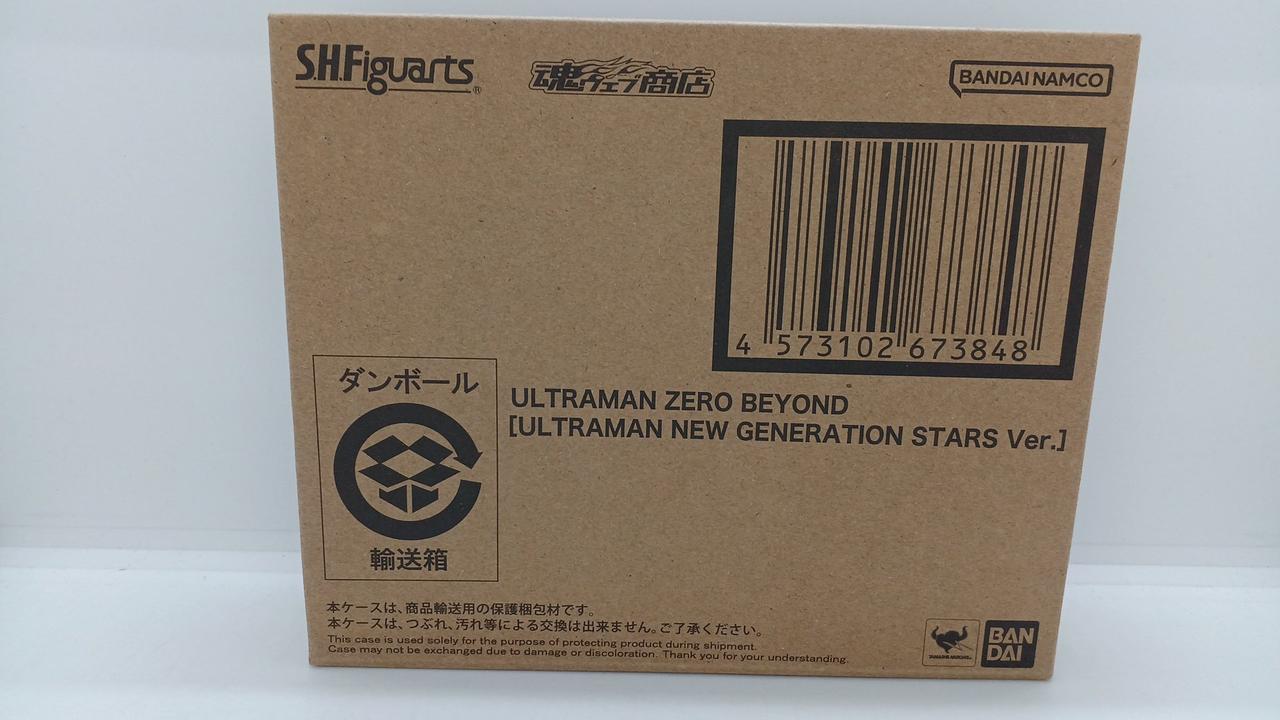 S.H.Figuarts®
魂ウェブ商店
BANDAI NAMCO
4 573102 673848
ULTRAMAN ZERO BEYOND
[ULTRAMAN NEW GENERATION STARS Ver.]
ダンボール
輸送箱
本ケースは、商品輸送用の保護梱包材です。
本ケースは、つぶれ、汚れ等による交換は出来ません。ご了承ください。
This case is used solely for the purpose of protecting product during shipment.
Case may not be exchanged due to damage or discoloration. Thank you for your understanding.
TAMASHII NATIONS
BAN
DAI